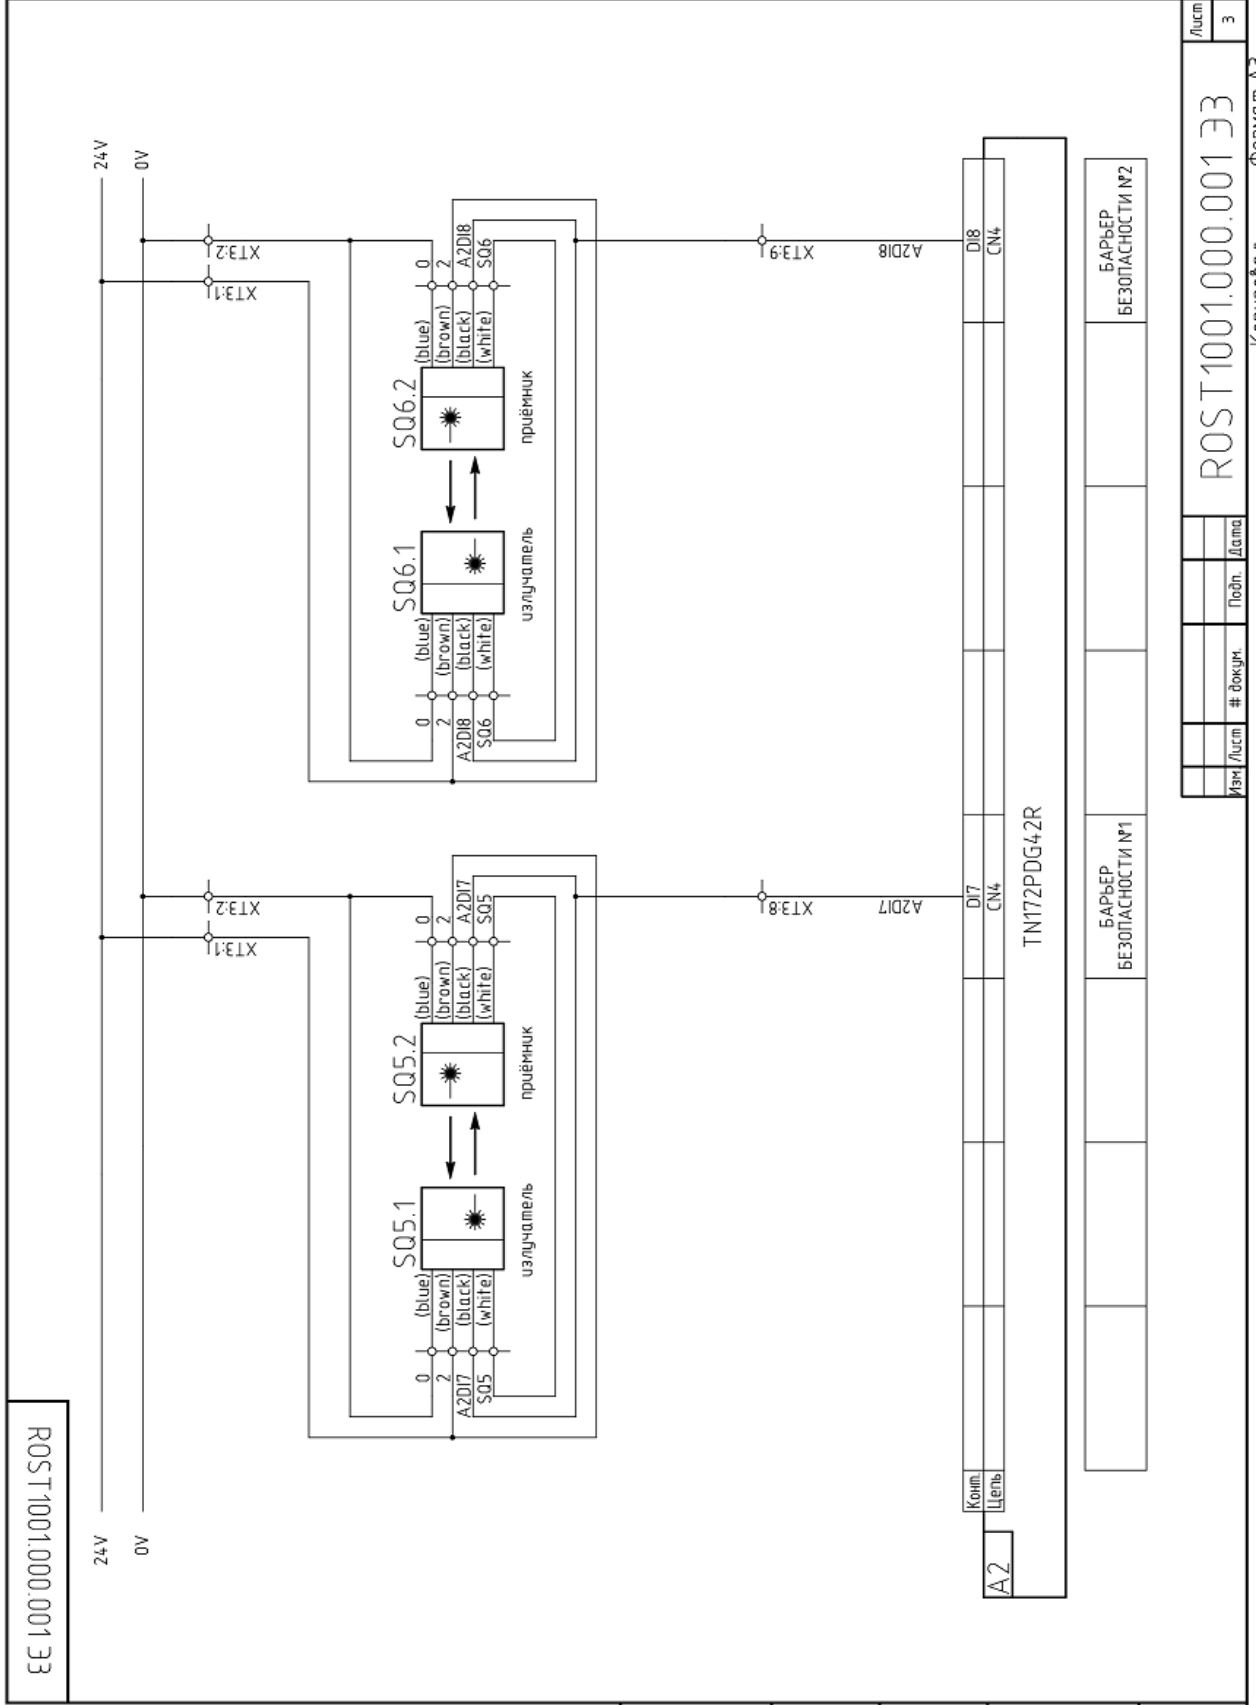 ROST1001.000.001 ЭЗ
24V
24V
0V
0V
XT3:1
XT3:2
XT3:1
XT3:2
SQ5.1
SQ5.2
SQ6.1
SQ6.2
0
(blue)
(blue)
0
0
(blue)
(blue)
0
2
(brown)
(brown)
2
2
(brown)
(brown)
2
A2DI7
(black)
(black)
A2DI7
A2DI8
(black)
(black)
A2DI8
SQ5
(white)
(white)
SQ5
SQ6
(white)
(white)
SQ6
излучатель
приёмник
излучатель
приёмник
XT3:8
XT3:9
A2DI7
A2DI8
Конт.
DI7
DI8
Цепь
CN4
CN4
A2
TN172PDG42R
БАРЬЕР
БЕЗОПАСНОСТИ №1
БАРЬЕР
БЕЗОПАСНОСТИ №2
Изм.
Лист
# докум.
Подп.
Дата
ROST1001.000.001 ЭЗ
Лист
3